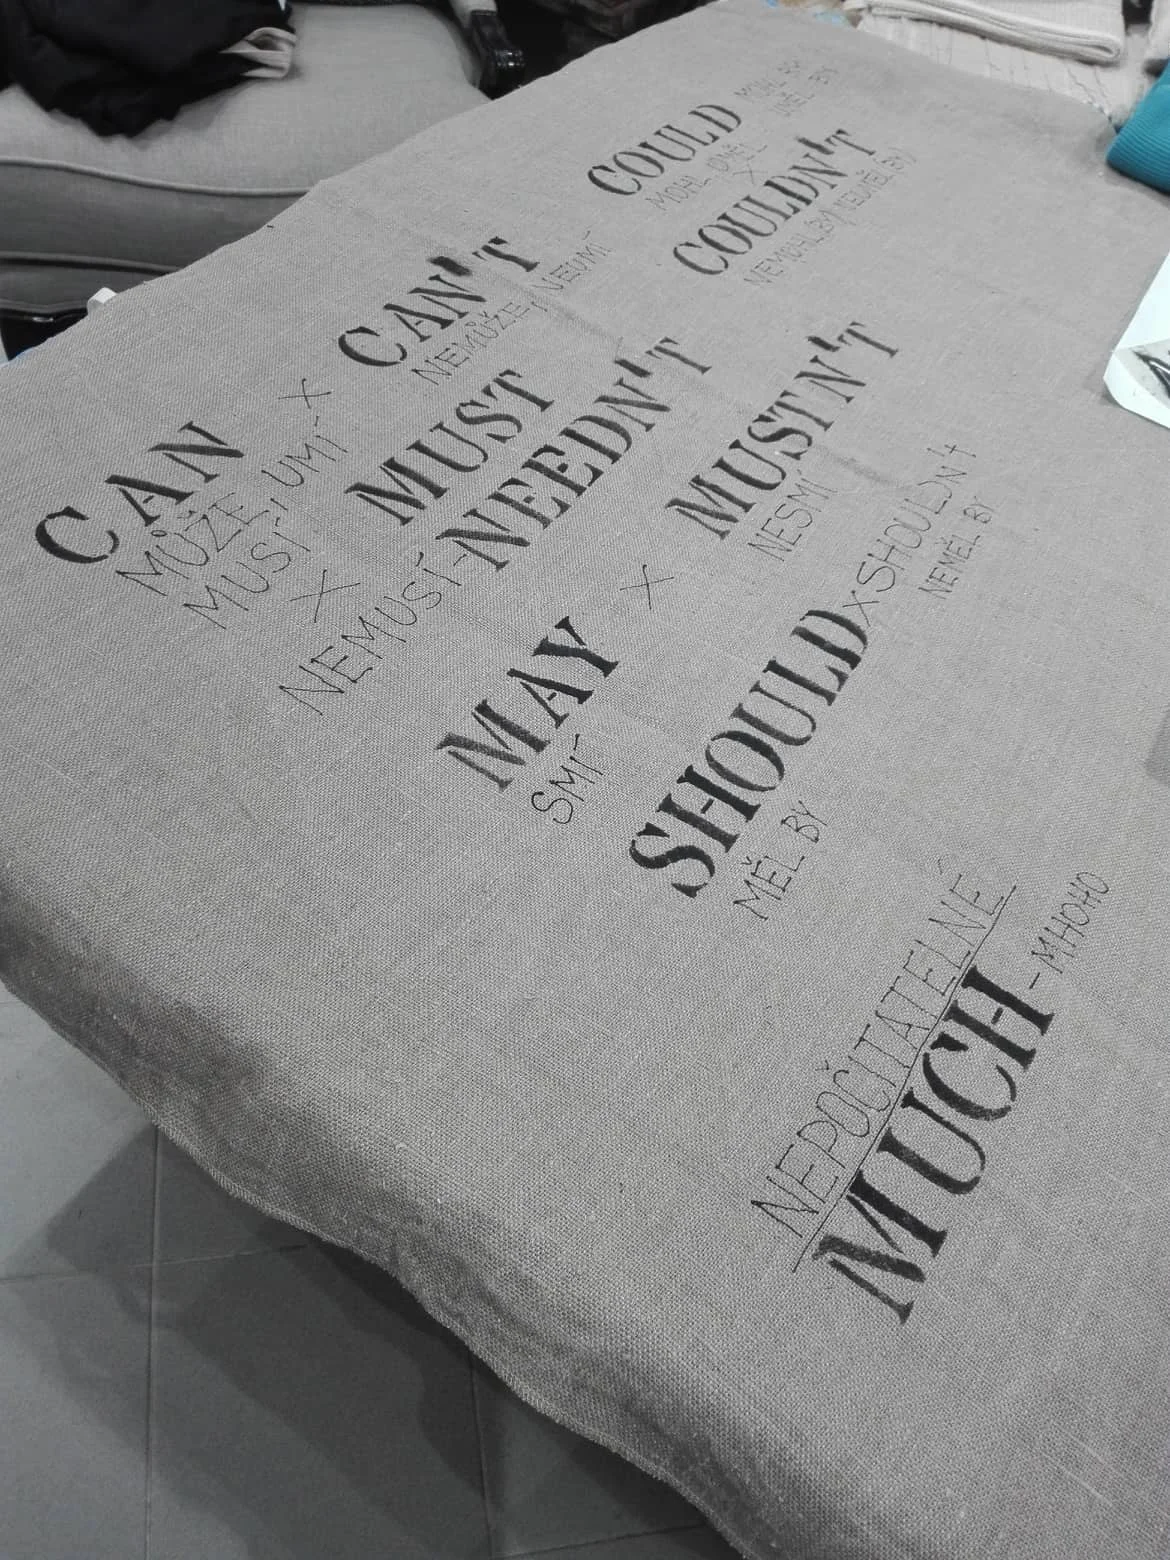 CAN
MŮŽE, UMÍ
X
CAN'T
NEMŮŽE, NEUMÍ
COULD
MOHL BY
UMĚL BY
MOHL, UMĚL
X
COULDN'T
NEMOHL BY, NEUMĚL BY
MUSÍ
MUST
X
NEMUSÍ-NEEDN'T
MAY
SMÍ
X
MUSTN'T
NESMÍ
SHOULD X SHOULDN't
MĚL BY
NEMĚL BY
NEPOČITATELNÉ
MUCH - MHOHO